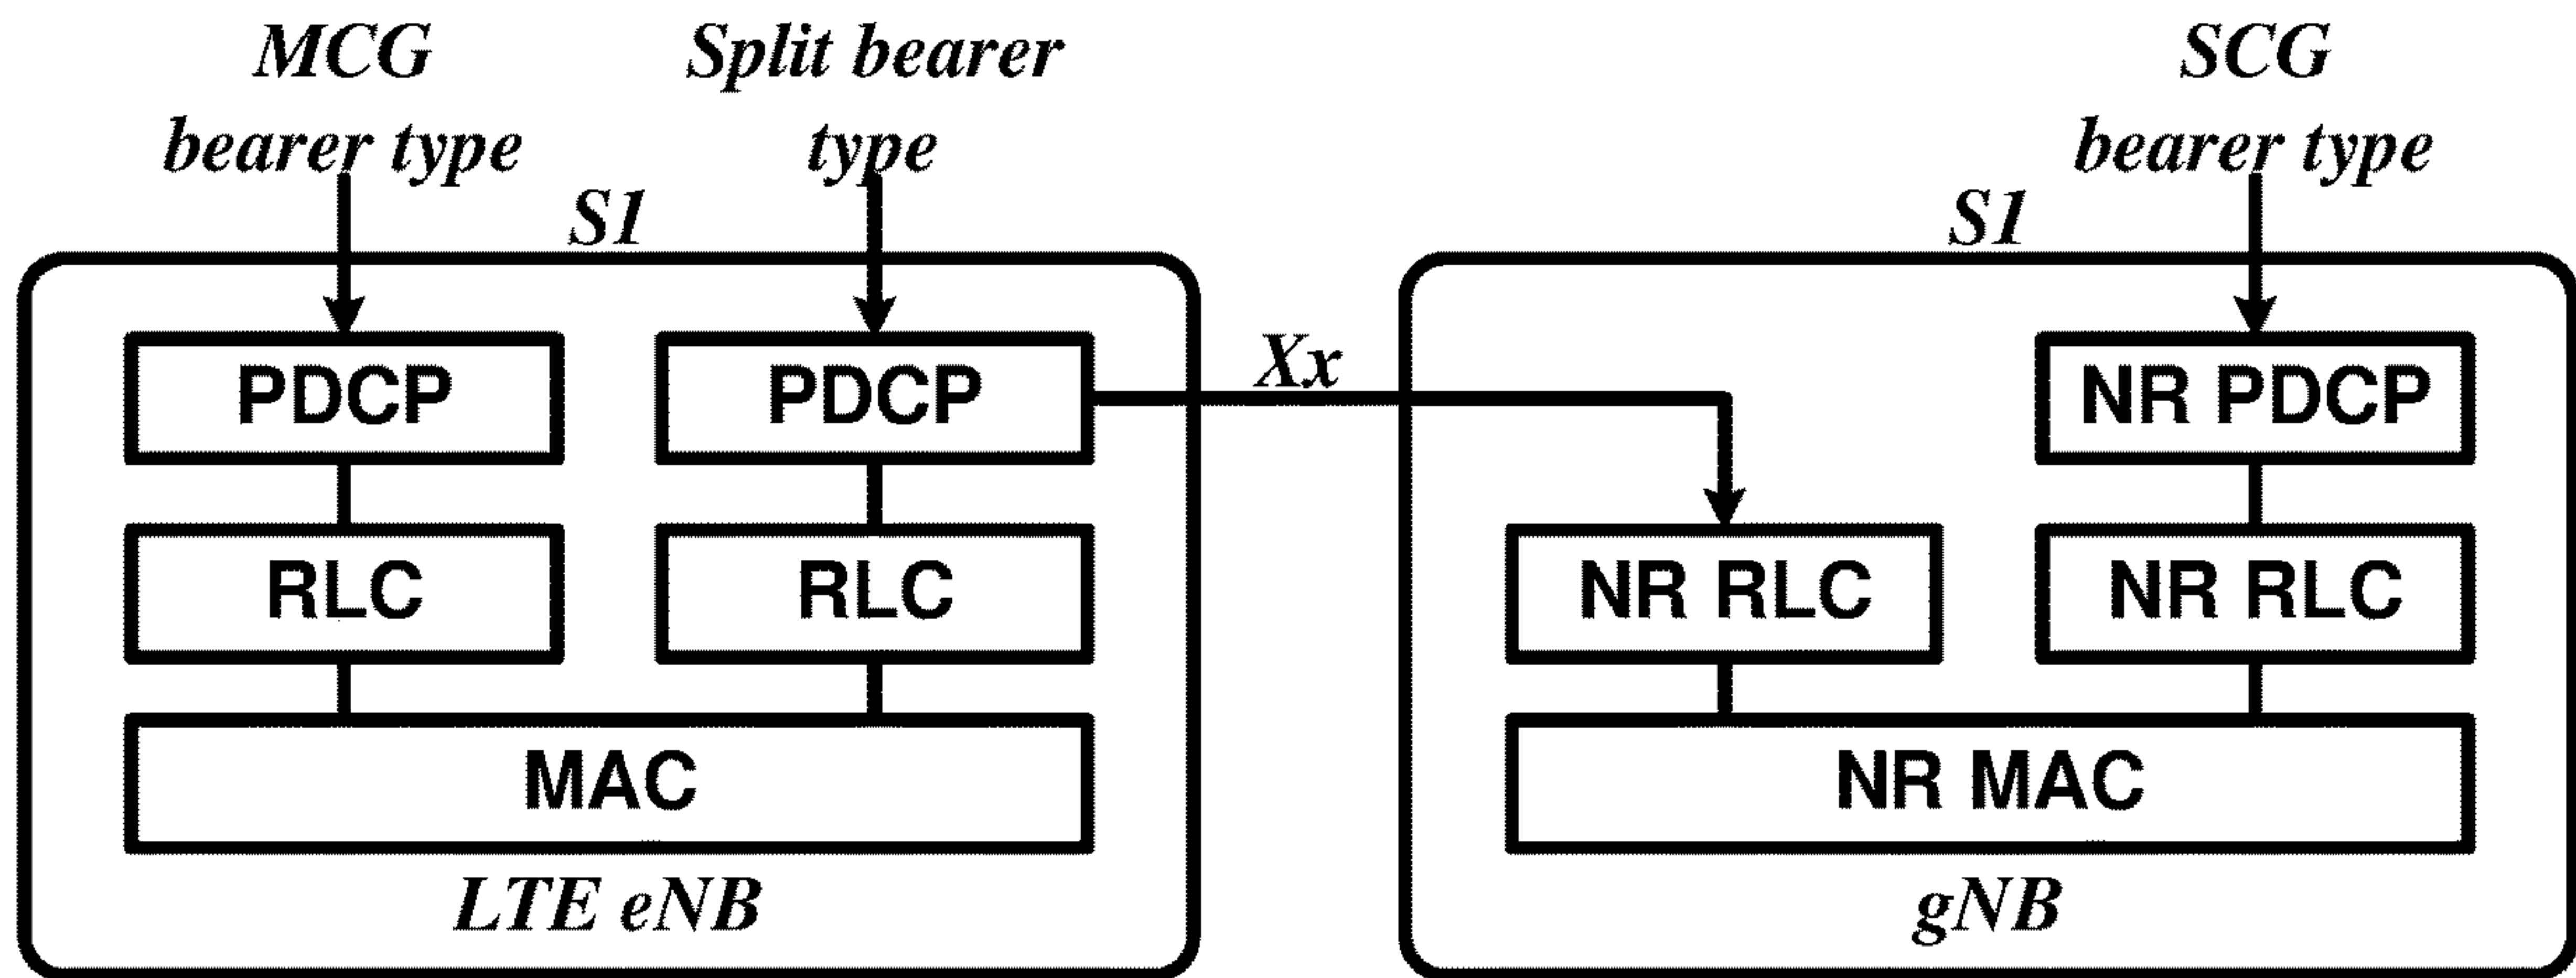 MCG
bearer type
Split bearer
type
SCG
bearer type
S1
S1
PDCP
PDCP
Xx
NR PDCP
RLC
RLC
NR RLC
NR RLC
MAC
NR MAC
LTE eNB
gNB